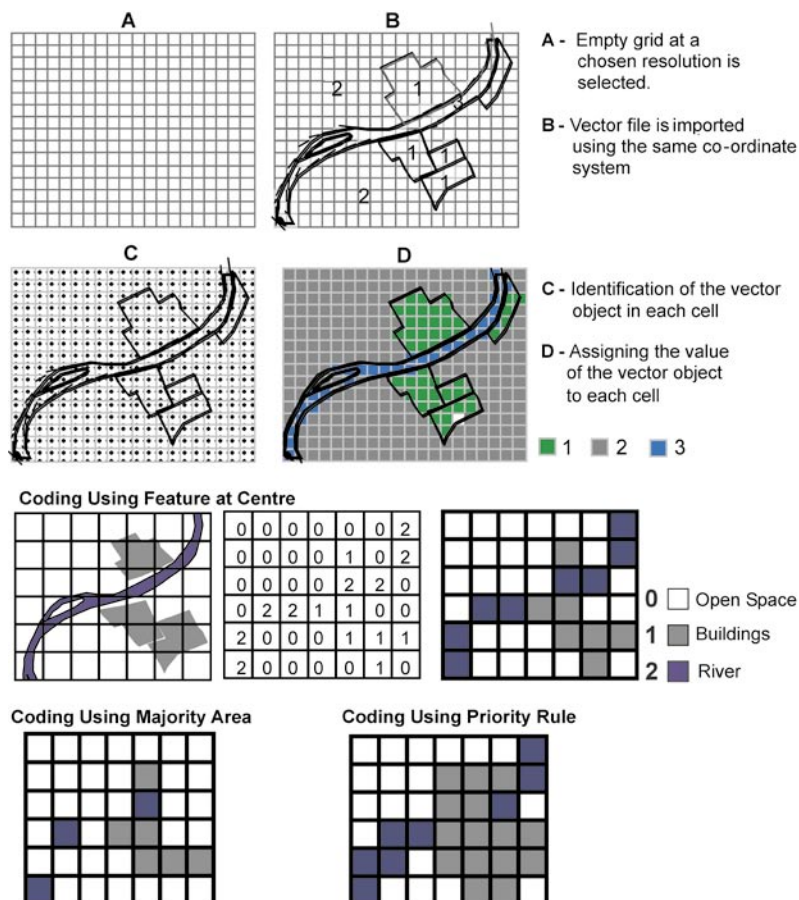 A
B
A - Empty grid at a
chosen resolution is
selected.
B - Vector file is imported
using the same co-ordinate
system
2
1
3
1
1
1
2
C
D
C - Identification of the vector
object in each cell
D - Assigning the value
of the vector object
to each cell
1 2 3
Coding Using Feature at Centre
0 0 0 0 0 0 2
0 0 0 0 1 0 2
0 0 0 0 2 2 0
0 2 2 1 1 0 0
2 0 0 0 1 1 1
2 0 0 0 0 1 0
0 Open Space
1 Buildings
2 River
Coding Using Majority Area
Coding Using Priority Rule